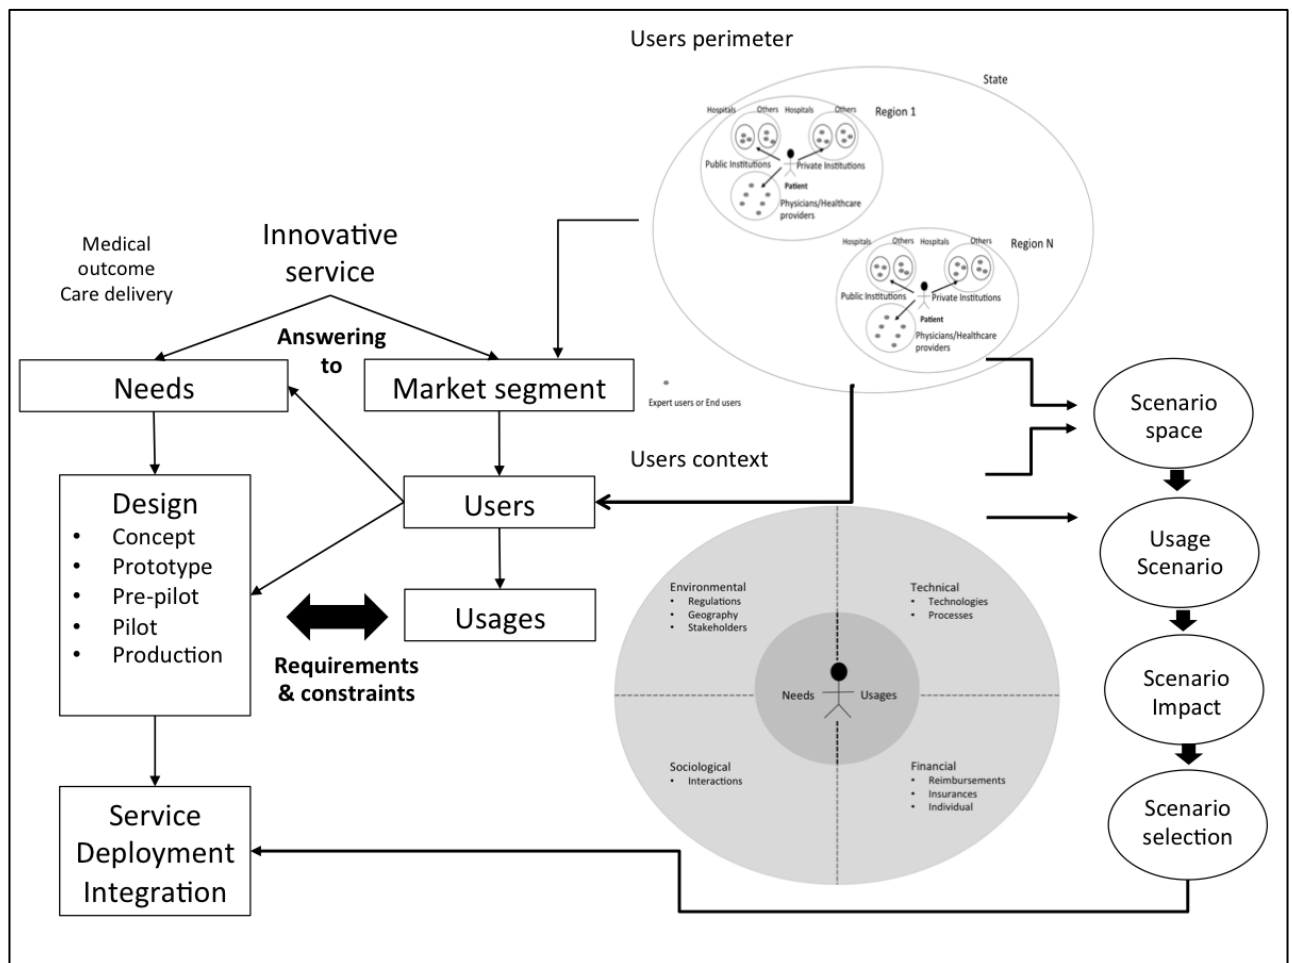 Users perimeter
State
Hospitals Others Hospitals Others
Region 1
Public Institutions Private Institutions
Patient
Physicians/Healthcare
providers
Hospitals Others Hospitals Others
Region N
Public Institutions Private Institutions
Patient
Physicians/Healthcare
providers
Expert users or End users
Medical
outcome
Care delivery
Innovative
service
Answering
to
Needs
Market segment
Users context
Design
• Concept
• Prototype
• Pre-pilot
• Pilot
• Production
Users
Usages
Requirements
& constraints
Service
Deployment
Integration
Environmental
• Regulations
• Geography
• Stakeholders
Technical
• Technologies
• Processes
Needs
Usages
Sociological
• Interactions
Financial
• Reimbursements
• Insurances
• Individual
Scenario
space
Usage
Scenario
Scenario
Impact
Scenario
selection